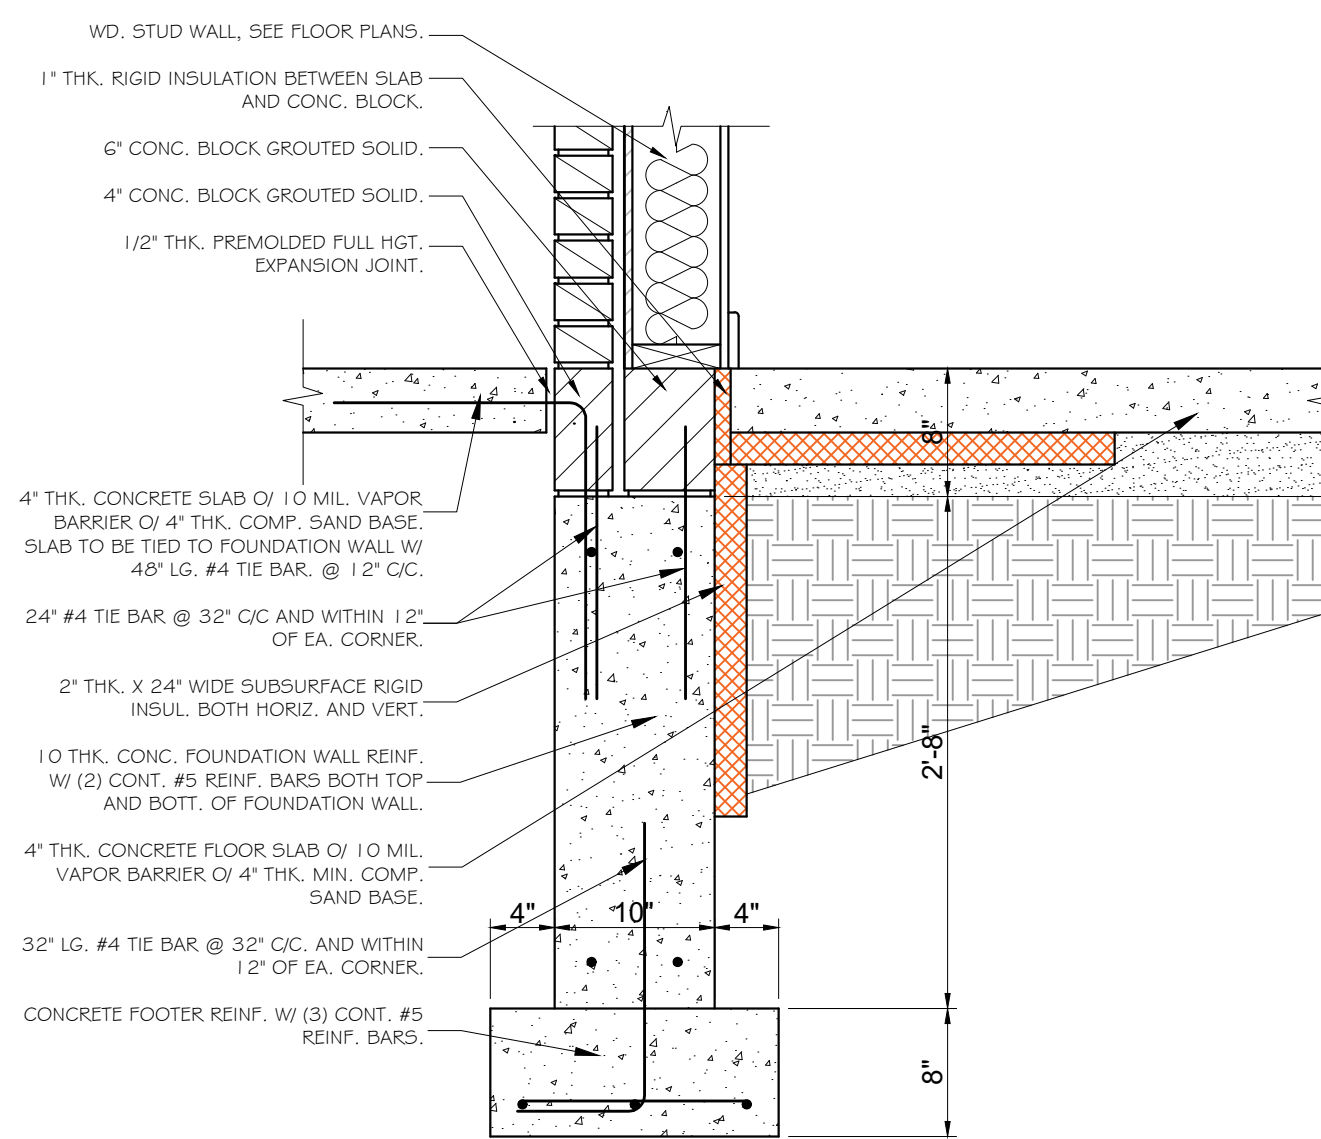 WD. STUD WALL, SEE FLOOR PLANS.
1" THK. RIGID INSULATION BETWEEN SLAB
AND CONC. BLOCK.
6" CONC. BLOCK GROUTED SOLID.
4" CONC. BLOCK GROUTED SOLID.
1/2" THK. PREMOLDED FULL HGT.
EXPANSION JOINT.
4" THK. CONCRETE SLAB O/ 10 MIL. VAPOR
BARRIER O/ 4" THK. COMP. SAND BASE.
SLAB TO BE TIED TO FOUNDATION WALL W/
48" LG. #4 TIE BAR. @ 12" C/C.
24" #4 TIE BAR @ 32" C/C AND WITHIN 12"
OF EA. CORNER.
2" THK. X 24" WIDE SUBSURFACE RIGID
INSUL. BOTH HORIZ. AND VERT.
10 THK. CONC. FOUNDATION WALL REINF.
W/ (2) CONT. #5 REINF. BARS BOTH TOP
AND BOTT. OF FOUNDATION WALL.
4" THK. CONCRETE FLOOR SLAB O/ 10 MIL.
VAPOR BARRIER O/ 4" THK. MIN. COMP.
SAND BASE.
32" LG. #4 TIE BAR @ 32" C/C. AND WITHIN
12" OF EA. CORNER.
CONCRETE FOOTER REINF. W/ (3) CONT. #5
REINF. BARS.
4"
10"
4"
8"
2'-8"
8"